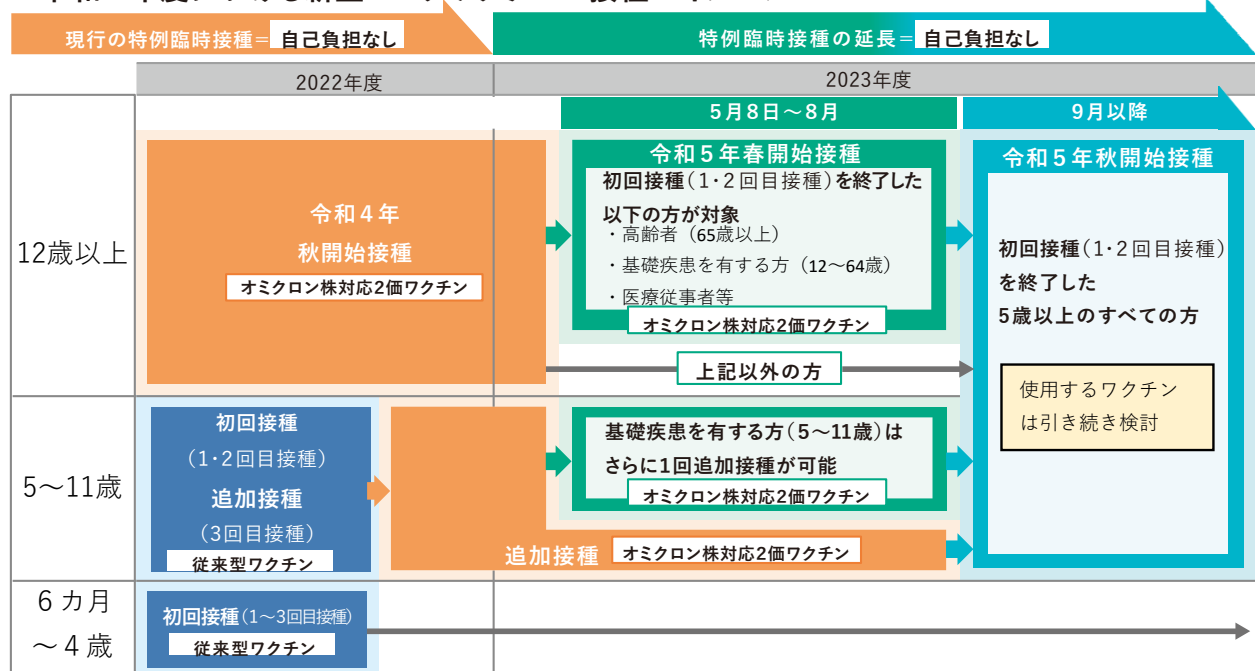 現行の特例臨時接種= 自己負担なし
特例臨時接種の延長= 自己負担なし
2022年度
2023年度
5月8日～8月
9月以降
12歳以上
令和4年
秋開始接種
オミクロン株対応2価ワクチン
令和5年春開始接種
初回接種(1・2回目接種)を終了した
以下の方が対象
・高齢者（65歳以上）
・基礎疾患を有する方（12～64歳）
・医療従事者等
オミクロン株対応2価ワクチン
上記以外の方
令和5年秋開始接種
初回接種(1・2回目接種)
を終了した
5歳以上のすべての方
使用するワクチン
は引き続き検討
5～11歳
初回接種
(1・2回目接種)
追加接種
(3回目接種)
従来型ワクチン
基礎疾患を有する方(5～11歳)は
さらに1回追加接種が可能
オミクロン株対応2価ワクチン
追加接種 オミクロン株対応2価ワクチン
6カ月
～4歳
初回接種(1～3回目接種)
従来型ワクチン